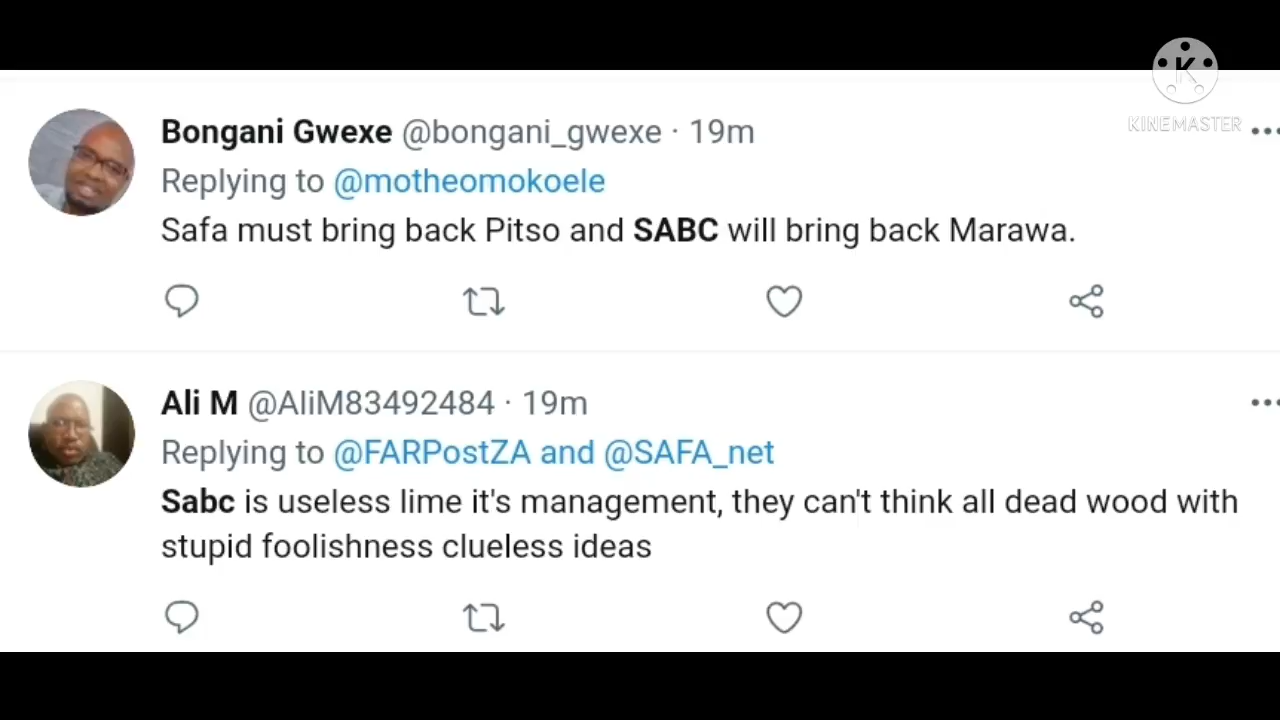 K
KINEMASTER
Bongani Gwexe @bongani_gwexe · 19m
Replying to @motheomokoele
Safa must bring back Pitso and SABC will bring back Marawa.
Ali M @AliM83492484 · 19m
Replying to @FARPostZA and @SAFA_net
Sabc is useless lime it's management, they can't think all dead wood with
stupid foolishness clueless ideas